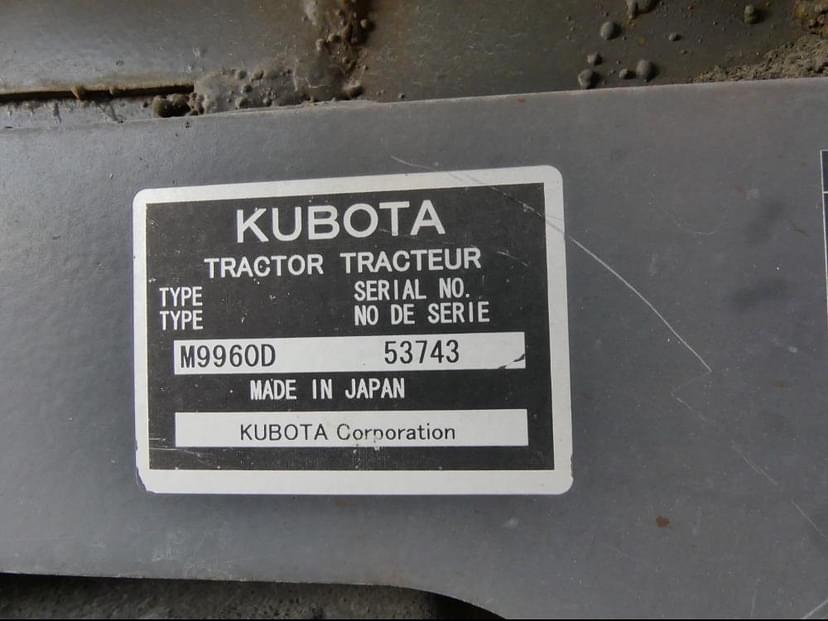 KUBOTA
TRACTOR TRACTEUR
TYPE SERIAL NO.
TYPE NO DE SERIE
M9960D 53743
MADE IN JAPAN
KUBOTA Corporation